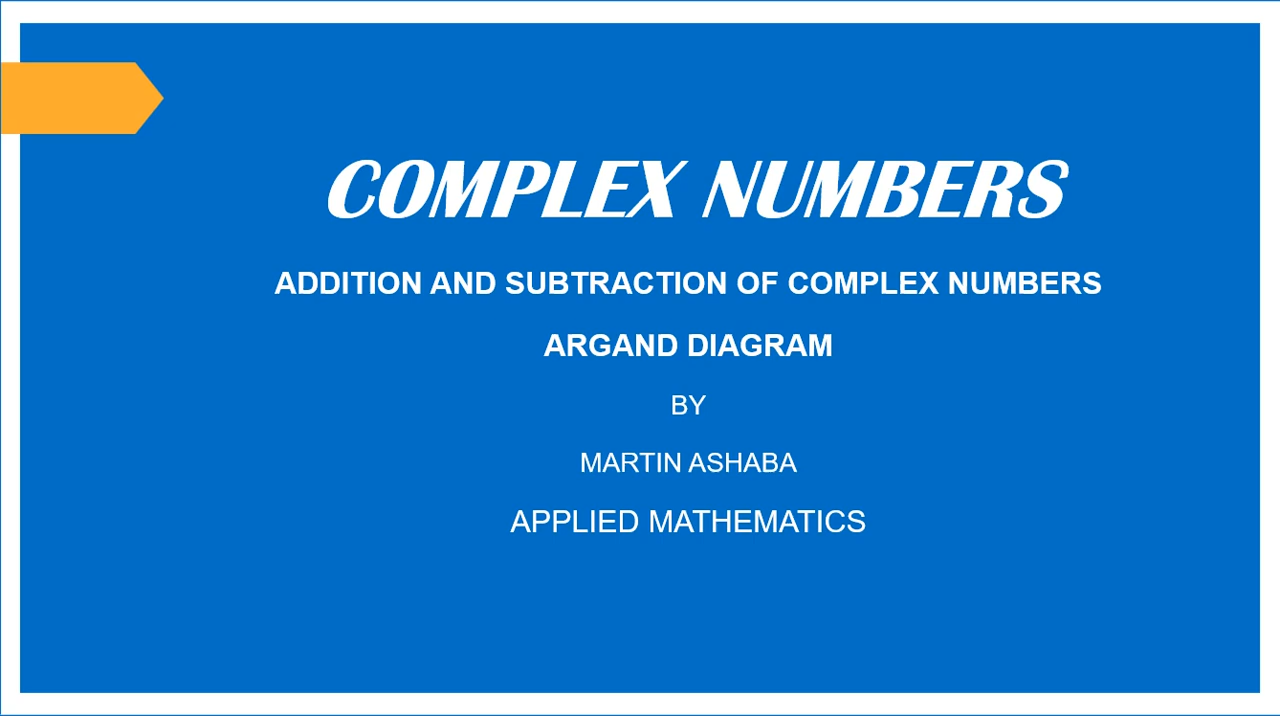 COMPLEX NUMBERS
ADDITION AND SUBTRACTION OF COMPLEX NUMBERS
ARGAND DIAGRAM
BY
MARTIN ASHABA
APPLIED MATHEMATICS